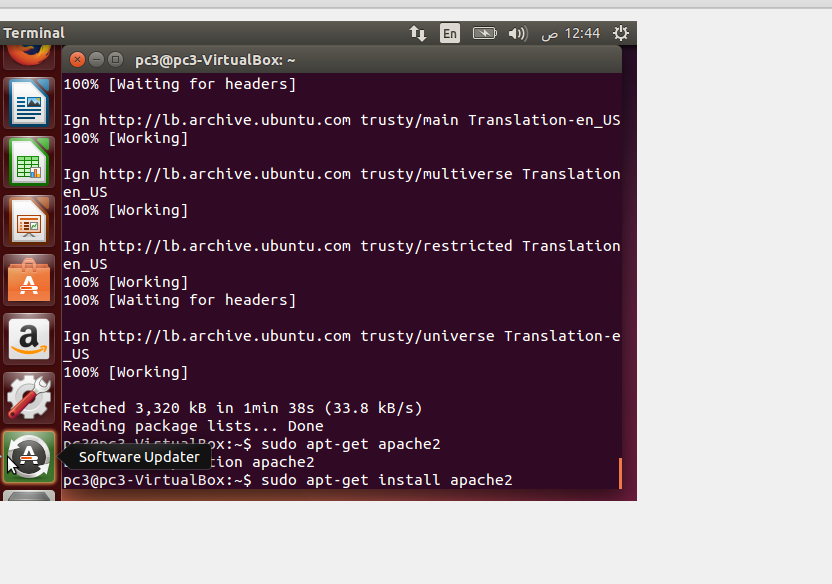 Terminal
En
ص 12:44
pc3@pc3-VirtualBox: ~
100% [Waiting for headers]
Ign http://lb.archive.ubuntu.com trusty/main Translation-en_US
100% [Working]
Ign http://lb.archive.ubuntu.com trusty/multiverse Translation
en_US
100% [Working]
Ign http://lb.archive.ubuntu.com trusty/restricted Translation
en_US
100% [Working]
100% [Waiting for headers]
Ign http://lb.archive.ubuntu.com trusty/universe Translation-e
_US
100% [Working]
Fetched 3,320 kB in 1min 38s (33.8 kB/s)
Reading package lists... Done
pc3@pc3-VirtualBox:~$ sudo apt-get apache2
Software Updater
tion apache2
pc3@pc3-VirtualBox:~$ sudo apt-get install apache2